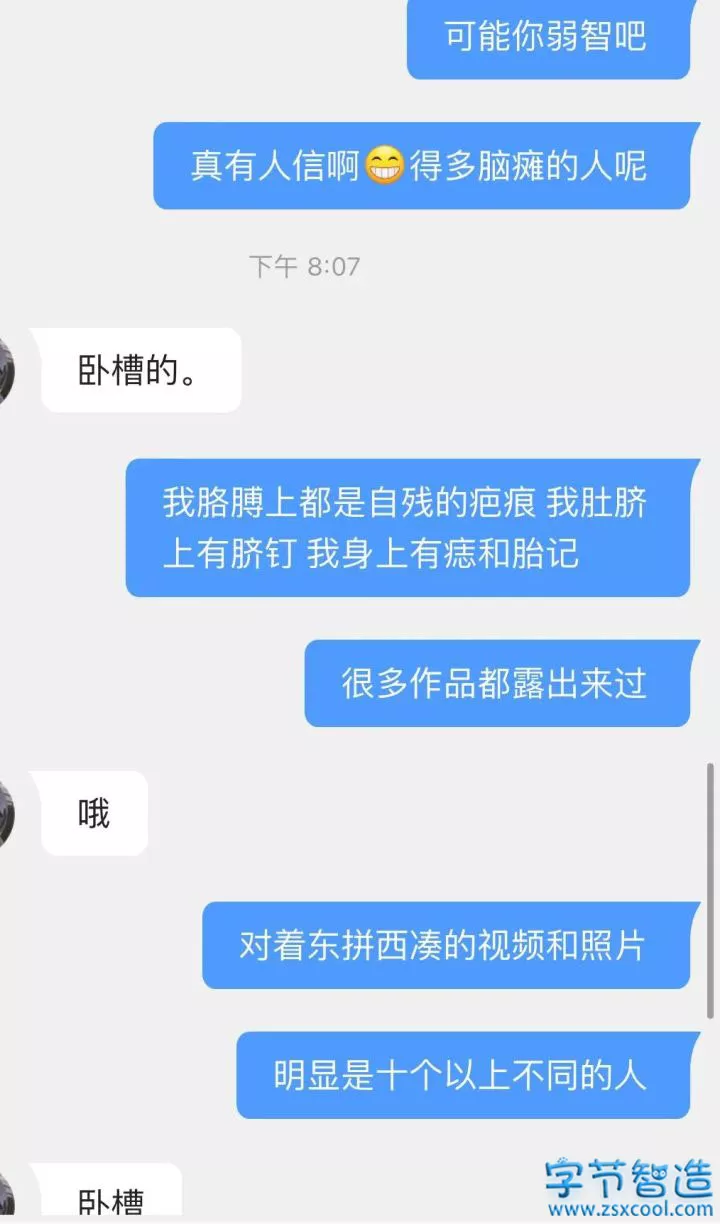 可能你弱智吧
真有人信啊😁得多脑瘫的人呢
下午 8:07
卧槽的。
我胳膊上都是自残的疤痕 我肚脐
上有脐钉 我身上有痣和胎记
很多作品都露出来过
哦
对着东拼西凑的视频和照片
明显是十个以上不同的人
卧槽
字节智造
www.zsxcool.com